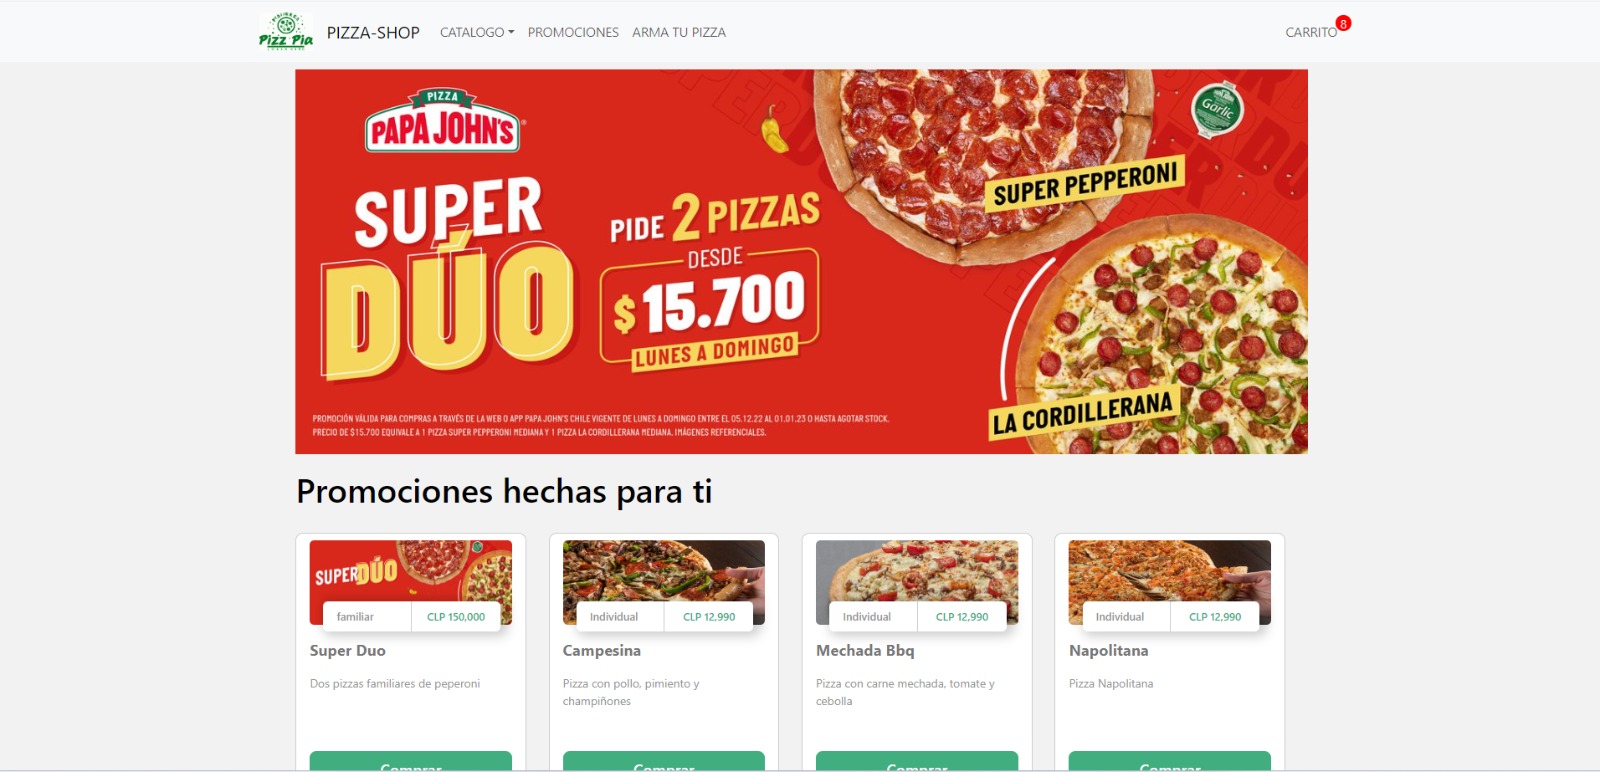 Pizz Pia
PIZZA-SHOP
CATALOGO
PROMOCIONES
ARMA TU PIZZA
CARRITO
8
PIZZA
PAPA JOHN'S
Garlic
SUPER
DÚO
PIDE 2 PIZZAS
DESDE
$15.700
LUNES A DOMINGO
SUPER PEPPERONI
LA CORDILLERANA
PROMOCIÓN VÁLIDA PARA COMPRAS A TRAVÉS DE LA WEB O APP PAPA JOHN'S CHILE VIGENTE DE LUNES A DOMINGO ENTRE EL 05.12.22 AL 01.01.23 O HASTA AGOTAR STOCK.
PRECIO DE $15.700 EQUIVALE A 1 PIZZA SUPER PEPPERONI MEDIANA Y 1 PIZZA LA CORDILLERANA MEDIANA. IMÁGENES REFERENCIALES.
Promociones hechas para ti
SUPER DÚO
familiar
CLP 150,000
Super Duo
Dos pizzas familiares de peperoni
Comprar
Individual
CLP 12,990
Campesina
Pizza con pollo, pimiento y
champiñones
Comprar
Individual
CLP 12,990
Mechada Bbq
Pizza con carne mechada, tomate y
cebolla
Comprar
Individual
CLP 12,990
Napolitana
Pizza Napolitana
Comprar